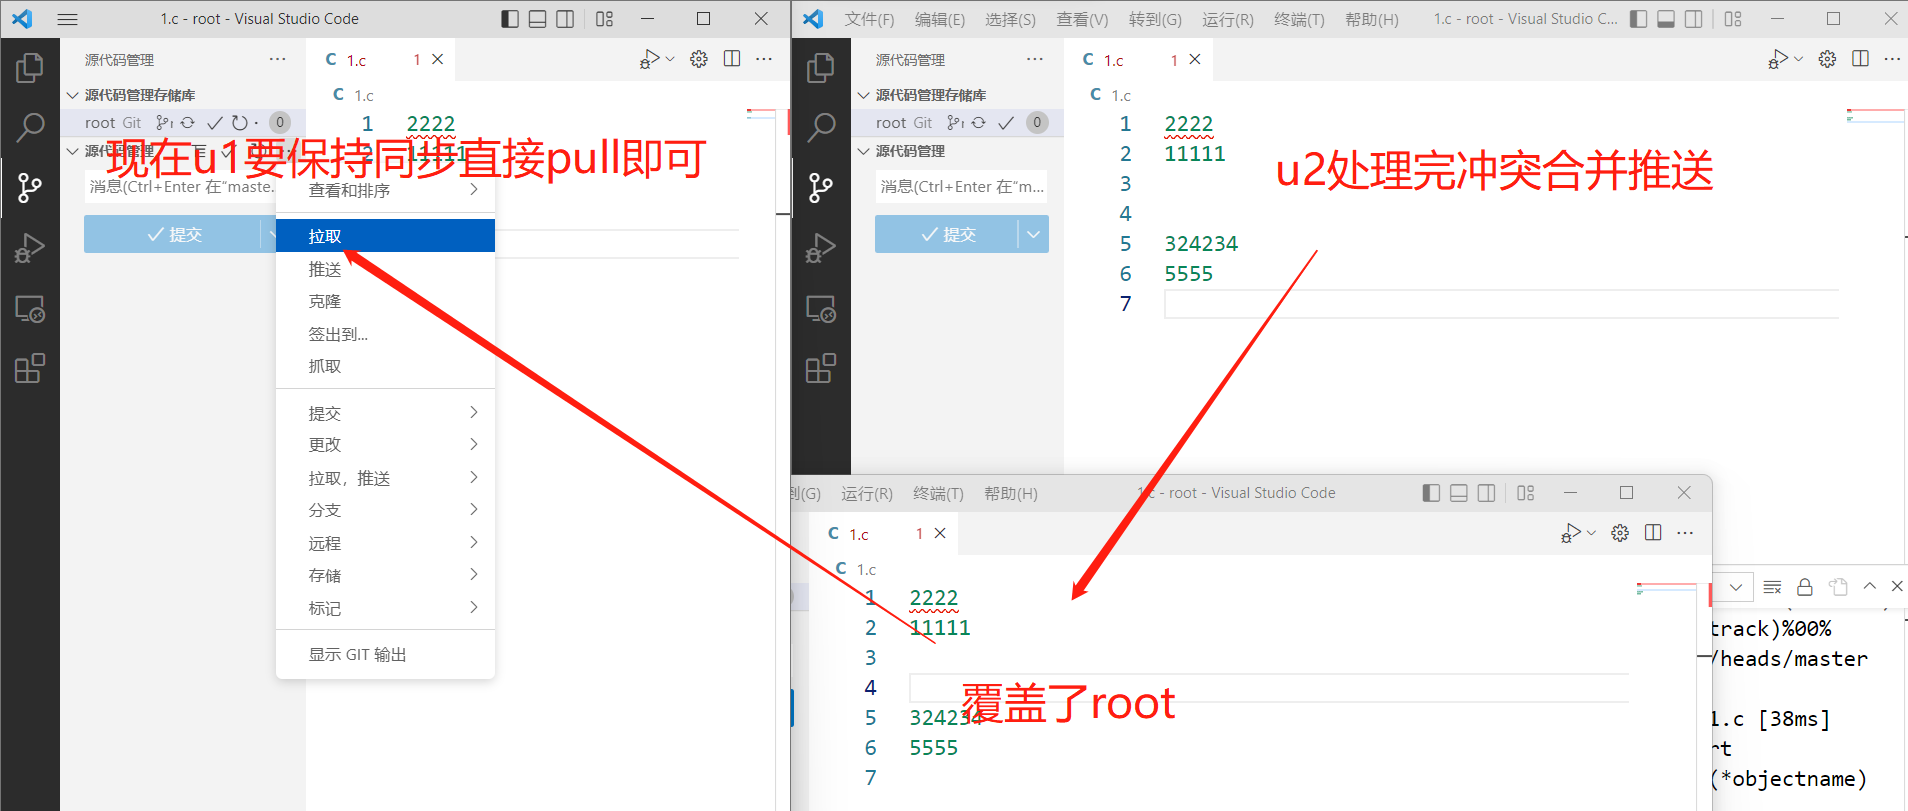 1.c - root - Visual Studio Code
源代码管理
源代码管理存储库
root Git
0
源代码管理
消息(Ctrl+Enter 在“maste...
提交
C 1.c 1
C 1.c
1 2222
2 11111
现在u1要保持同步直接pull即可
查看和排序
拉取
推送
克隆
签出到...
抓取
提交
更改
拉取，推送
分支
远程
存储
标记
显示 GIT 输出
文件(F) 编辑(E) 选择(S) 查看(V) 转到(G) 运行(R) 终端(T) 帮助(H)
1.c - root - Visual Studio C...
源代码管理
源代码管理存储库
root Git
0
源代码管理
消息(Ctrl+Enter 在“m...
提交
C 1.c 1
C 1.c
1 2222
2 11111
3
4
5 324234
6 5555
7
u2处理完冲突合并推送
到(G) 运行(R) 终端(T) 帮助(H)
1.c - root - Visual Studio Code
C 1.c 1
C 1.c
1 2222
2 11111
3
4
5 324234
6 5555
7
覆盖了root
track)%00%
/heads/master
1.c [38ms]
rt
(*objectname)